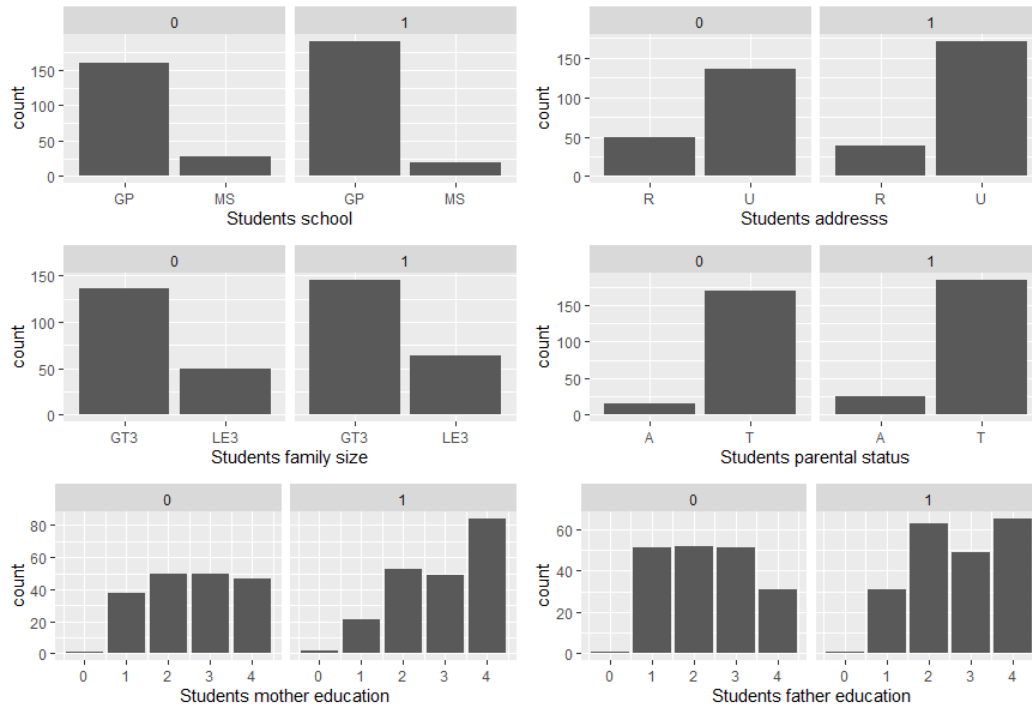 0 1
count
150
100
50
0
GP MS GP MS
Students school
0 1
count
150
100
50
0
R U R U
Students addresss
0 1
count
150
100
50
0
GT3 LE3 GT3 LE3
Students family size
0 1
count
150
100
50
0
A T A T
Students parental status
0 1
count
80
60
40
20
0
0 1 2 3 4 0 1 2 3 4
Students mother education
0 1
count
60
40
20
0
0 1 2 3 4 0 1 2 3 4
Students father education